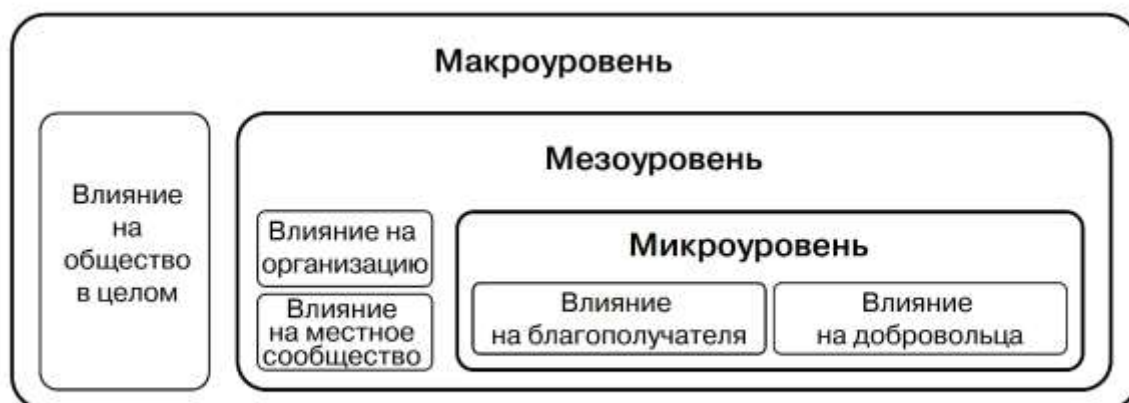 Макроуровень
Влияние
на
общество
в целом
Мезоуровень
Влияние на
организацию
Влияние
на местное
сообщество
Микроуровень
Влияние
на благополучателя
Влияние
на добровольца